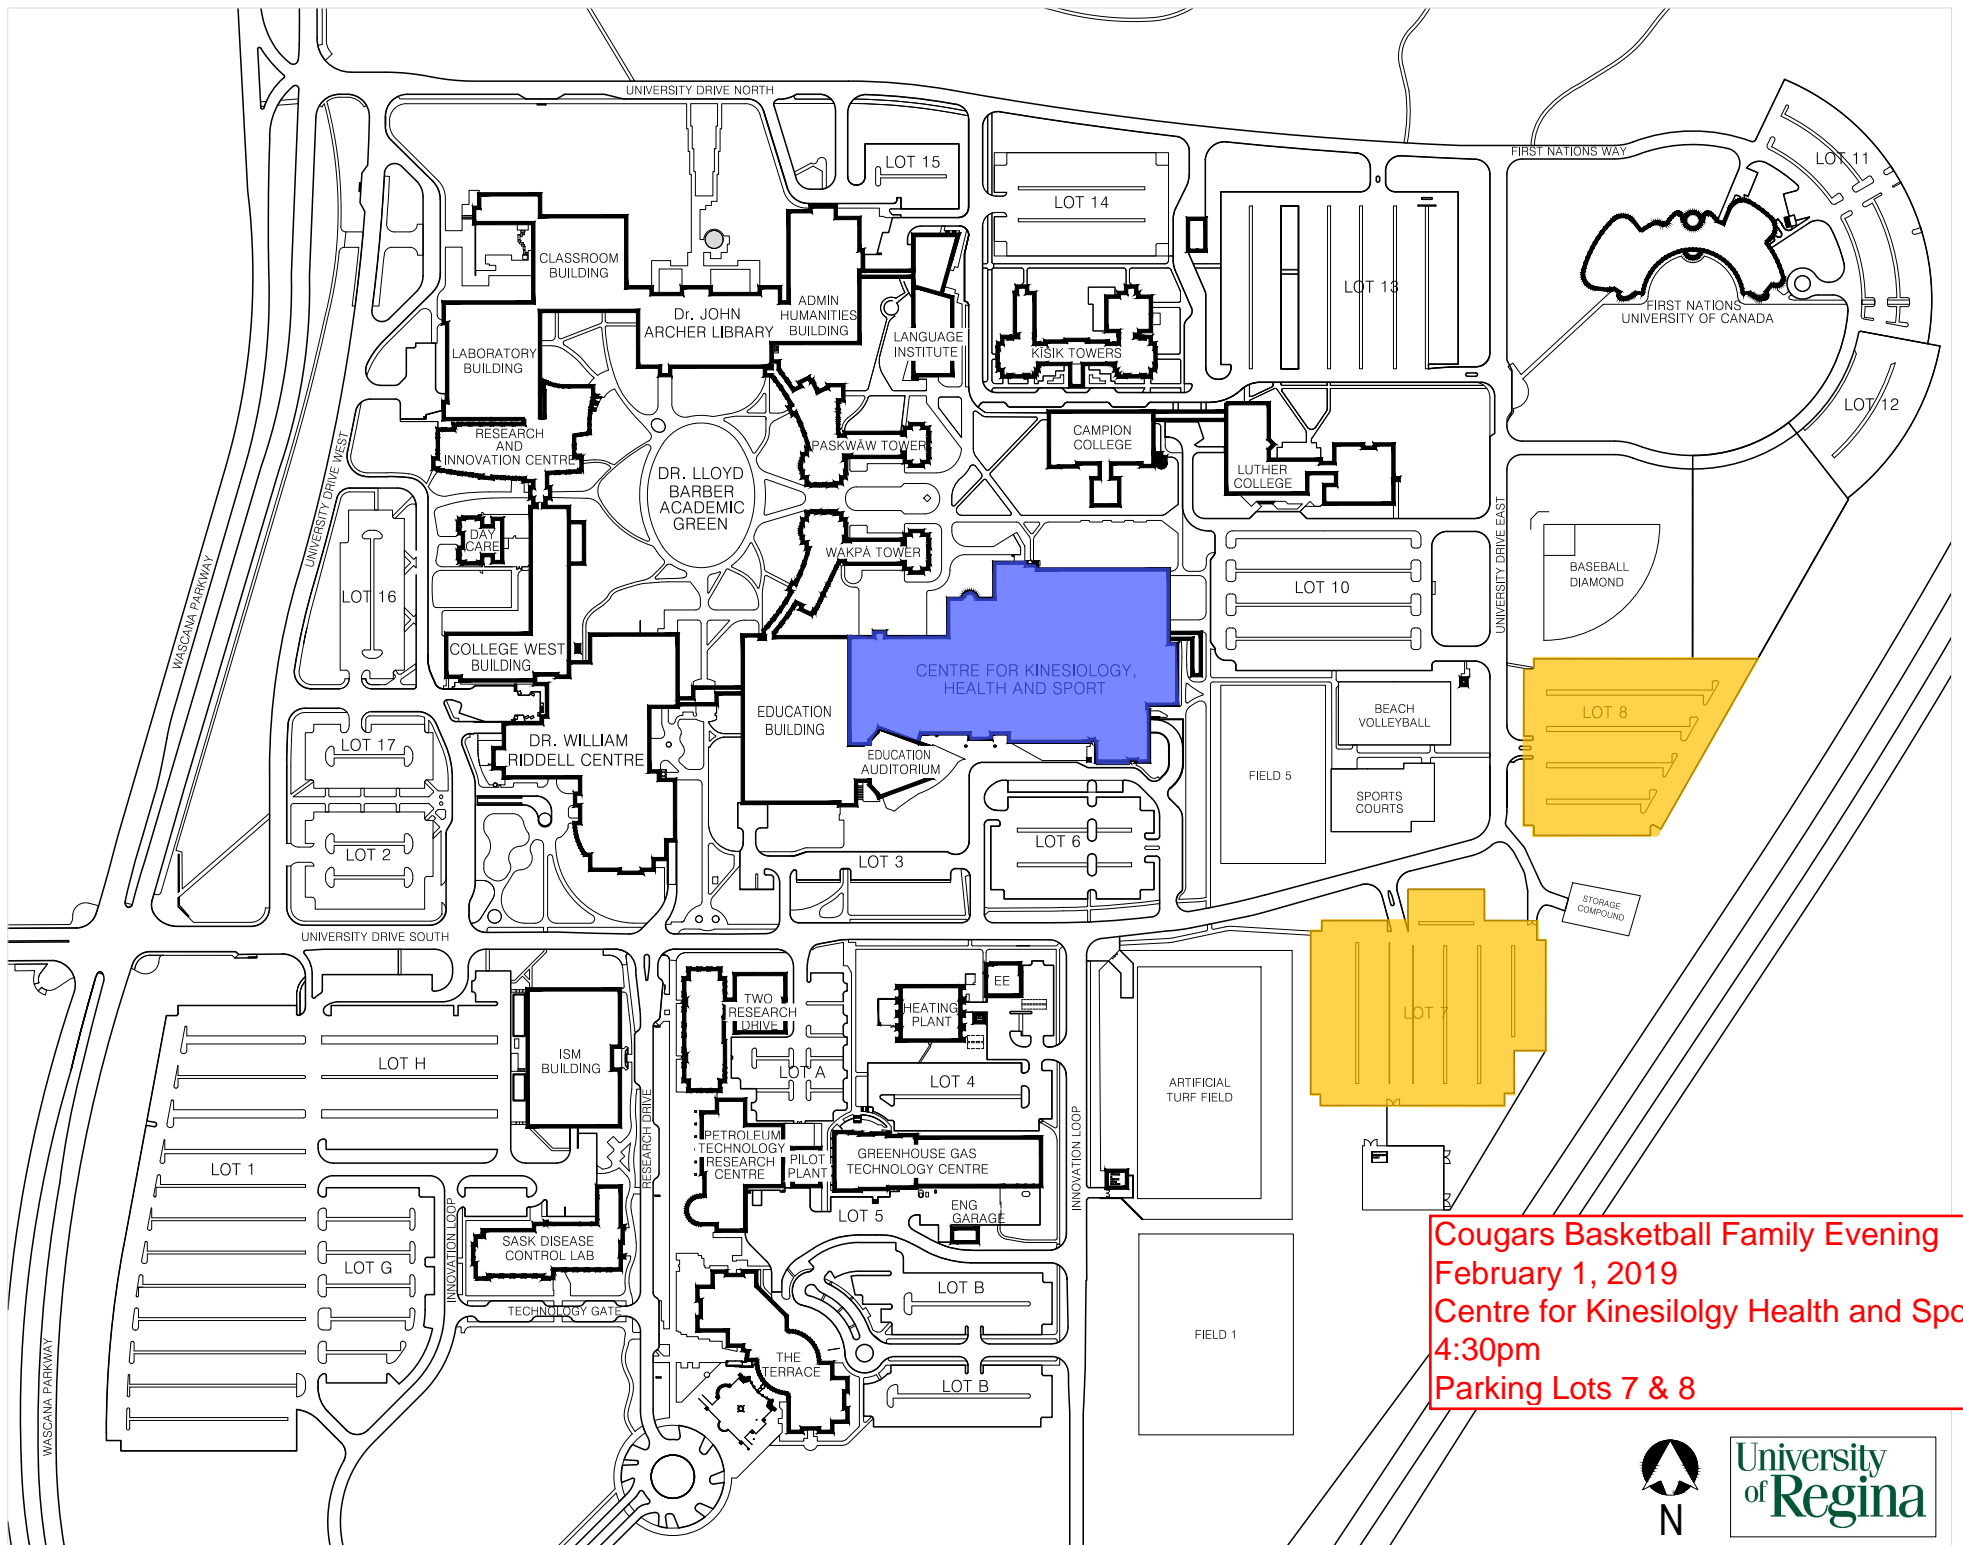 UNIVERSITY DRIVE NORTH
FIRST NATIONS WAY
LOT 11
LOT 15
LOT 14
LOT 13
CLASSROOM
BUILDING
Dr. JOHN
ARCHER LIBRARY
ADMIN
HUMANITIES
BUILDING
LANGUAGE
INSTITUTE
KĪSIK TOWERS
FIRST NATIONS
UNIVERSITY OF CANADA
LABORATORY
BUILDING
LOT 12
RESEARCH
AND
INNOVATION CENTRE
PASKWĀW TOWER
CAMPION
COLLEGE
LUTHER
COLLEGE
DR. LLOYD
BARBER
ACADEMIC
GREEN
UNIVERSITY DRIVE WEST
UNIVERSITY DRIVE EAST
WASCANA PARKWAY
DAY
CARE
WAKPĀ TOWER
BASEBALL
DIAMOND
LOT 16
LOT 10
COLLEGE WEST
BUILDING
CENTRE FOR KINESIOLOGY,
HEALTH AND SPORT
EDUCATION
BUILDING
BEACH
VOLLEYBALL
LOT 8
LOT 17
DR. WILLIAM
RIDDELL CENTRE
EDUCATION
AUDITORIUM
FIELD 5
SPORTS
COURTS
LOT 2
LOT 3
LOT 6
STORAGE
COMPOUND
UNIVERSITY DRIVE SOUTH
LOT 7
TWO
RESEARCH
DRIVE
HEATING
PLANT
EE
LOT H
ISM
BUILDING
LOT A
LOT 4
ARTIFICIAL
TURF FIELD
RESEARCH DRIVE
INNOVATION LOOP
PETROLEUM
TECHNOLOGY
RESEARCH
CENTRE
PILOT
PLANT
GREENHOUSE GAS
TECHNOLOGY CENTRE
LOT 1
LOT 5
ENG
GARAGE
INNOVATION LOOP
SASK DISEASE
CONTROL LAB
LOT G
TECHNOLOGY GATE
LOT B
FIELD 1
THE
TERRACE
LOT B
WASCANA PARKWAY
Cougars Basketball Family Evening
February 1, 2019
Centre for Kinesilolgy Health and Spo
4:30pm
Parking Lots 7 & 8
N
University
of Regina